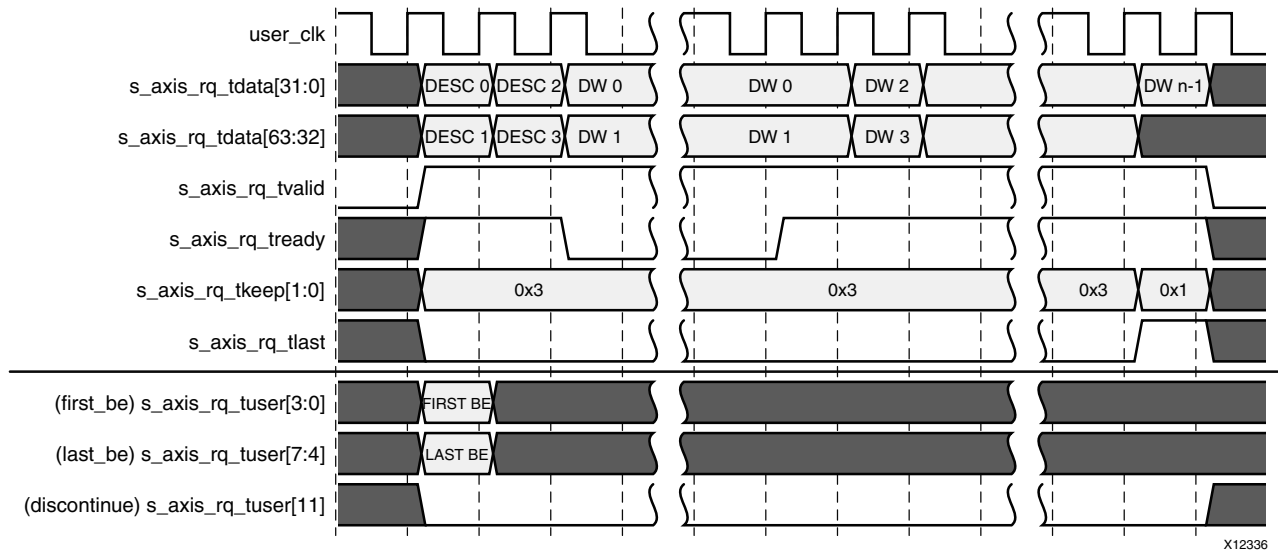 user_clk
s_axis_rq_tdata[31:0] DESC 0 DESC 2 DW 0 DW 0 DW 2 DW n-1
s_axis_rq_tdata[63:32] DESC 1 DESC 3 DW 1 DW 1 DW 3
s_axis_rq_tvalid
s_axis_rq_tready
s_axis_rq_tkeep[1:0] 0x3 0x3 0x3 0x1
s_axis_rq_tlast
(first_be) s_axis_rq_tuser[3:0] FIRST BE
(last_be) s_axis_rq_tuser[7:4] LAST BE
(discontinue) s_axis_rq_tuser[11]
X12336